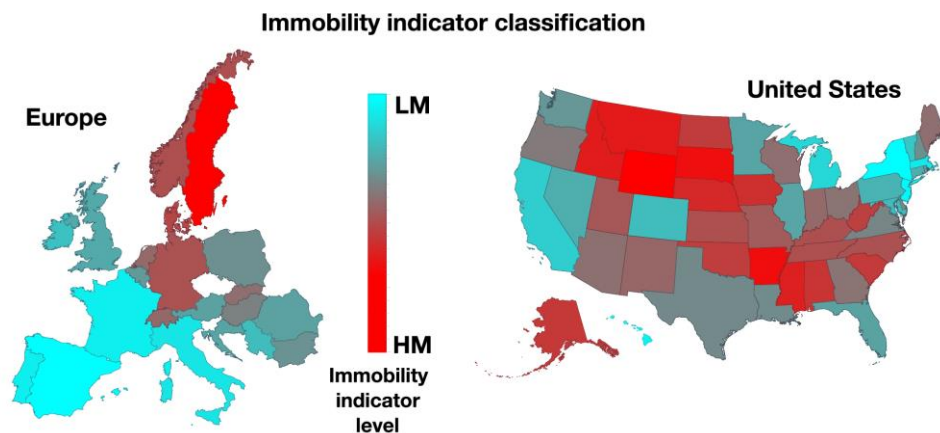 Immobility indicator classification
Europe
LM
United States
HM
Immobility
indicator
level